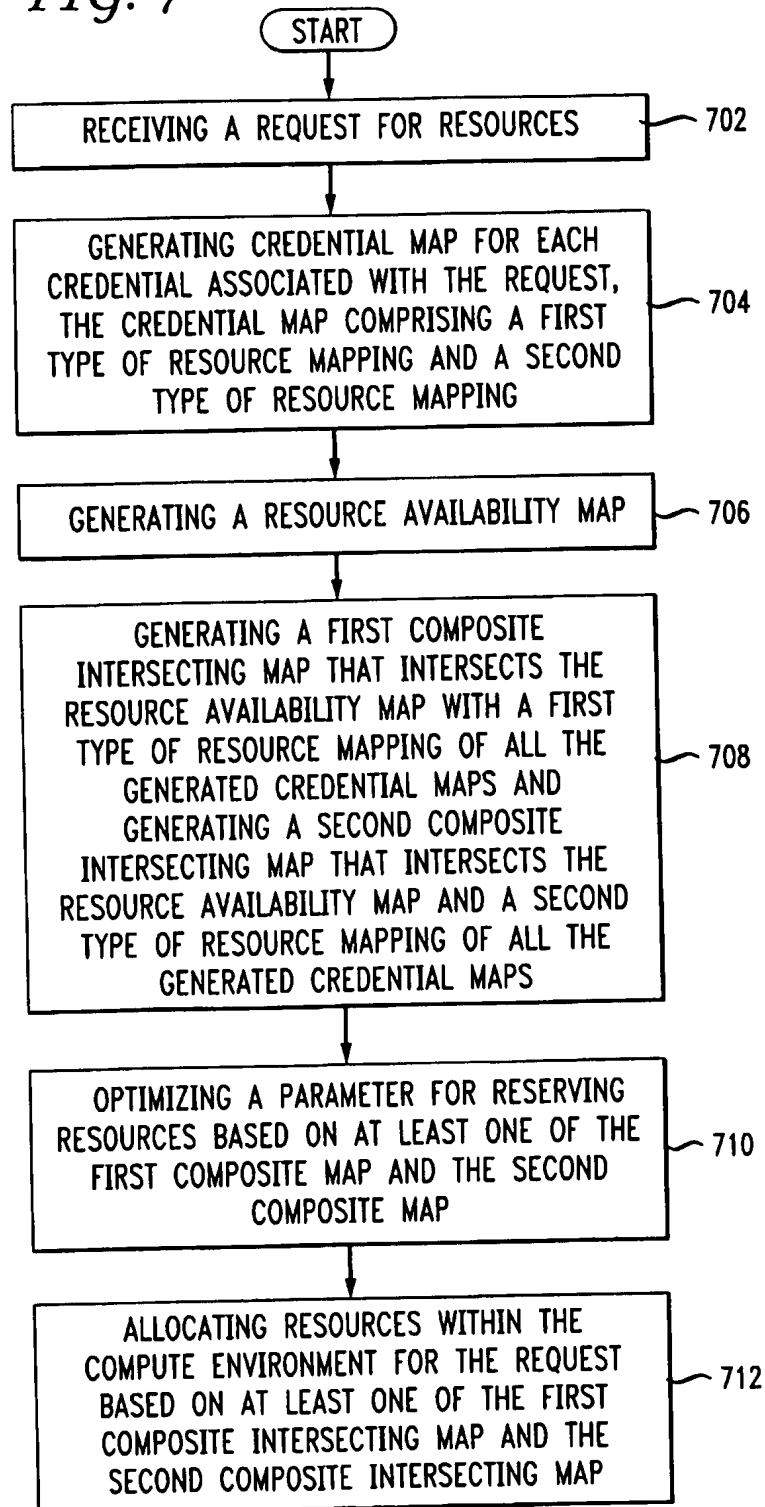 FIG. 7
START
RECEIVING A REQUEST FOR RESOURCES
702
GENERATING CREDENTIAL MAP FOR EACH
CREDENTIAL ASSOCIATED WITH THE REQUEST,
THE CREDENTIAL MAP COMPRISING A FIRST
TYPE OF RESOURCE MAPPING AND A SECOND
TYPE OF RESOURCE MAPPING
704
GENERATING A RESOURCE AVAILABILITY MAP
706
GENERATING A FIRST COMPOSITE
INTERSECTING MAP THAT INTERSECTS THE
RESOURCE AVAILABILITY MAP WITH A FIRST
TYPE OF RESOURCE MAPPING OF ALL THE
GENERATED CREDENTIAL MAPS AND
GENERATING A SECOND COMPOSITE
INTERSECTING MAP THAT INTERSECTS THE
RESOURCE AVAILABILITY MAP AND A SECOND
TYPE OF RESOURCE MAPPING OF ALL THE
GENERATED CREDENTIAL MAPS
708
OPTIMIZING A PARAMETER FOR RESERVING
RESOURCES BASED ON AT LEAST ONE OF THE
FIRST COMPOSITE MAP AND THE SECOND
COMPOSITE MAP
710
ALLOCATING RESOURCES WITHIN THE
COMPUTE ENVIRONMENT FOR THE REQUEST
BASED ON AT LEAST ONE OF THE FIRST
COMPOSITE INTERSECTING MAP AND THE
SECOND COMPOSITE INTERSECTING MAP
712